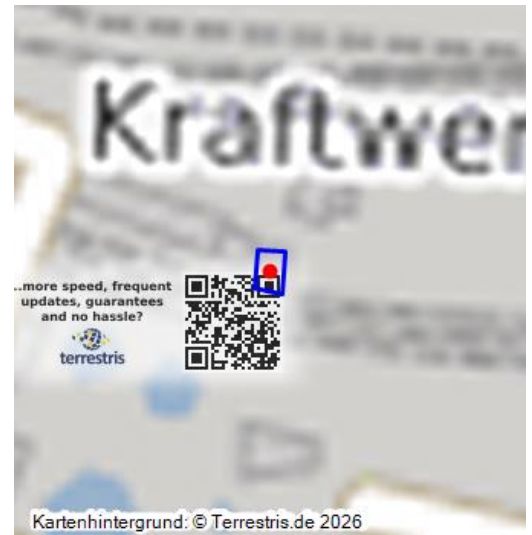 Kraftwer
..more speed, frequent
updates, guarantees
and no hassle?
terrestris
Kartenhintergrund: © Terrestris.de 2026